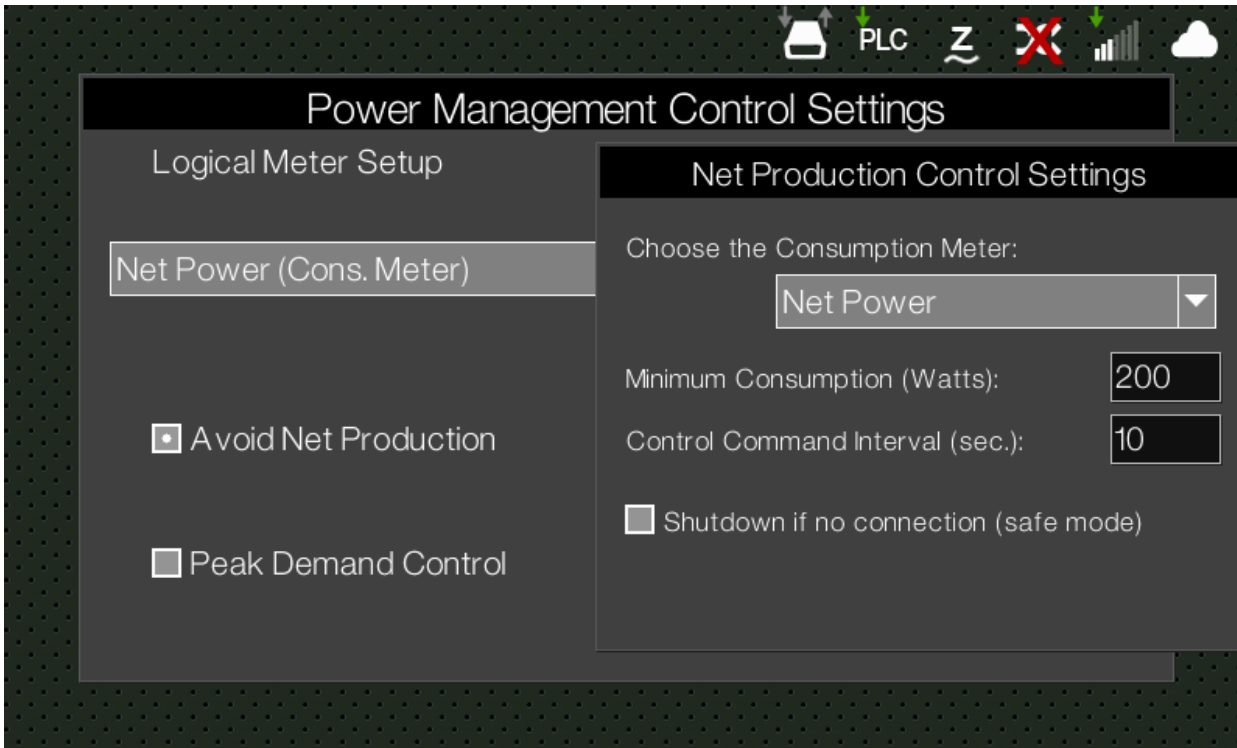 PLC Z
Power Management Control Settings
Logical Meter Setup
Net Power (Cons. Meter)
Avoid Net Production
Peak Demand Control
Net Production Control Settings
Choose the Consumption Meter:
Net Power
Minimum Consumption (Watts): 200
Control Command Interval (sec.): 10
Shutdown if no connection (safe mode)